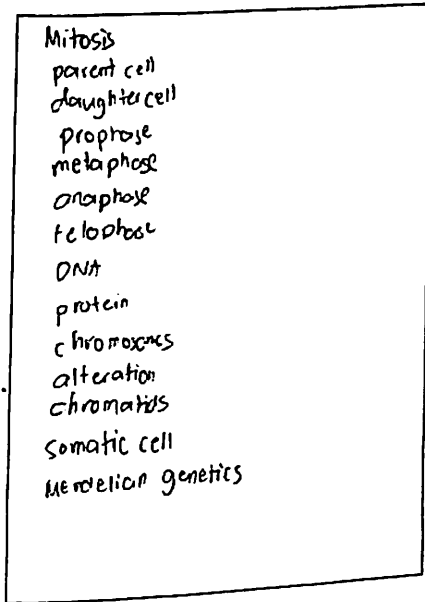 Mitosis
parent cell
daughter cell
prophase
metaphase
anaphase
telophase
DNA
protein
chromosomes
alteration
chromatids
somatic cell
Mendelian genetics